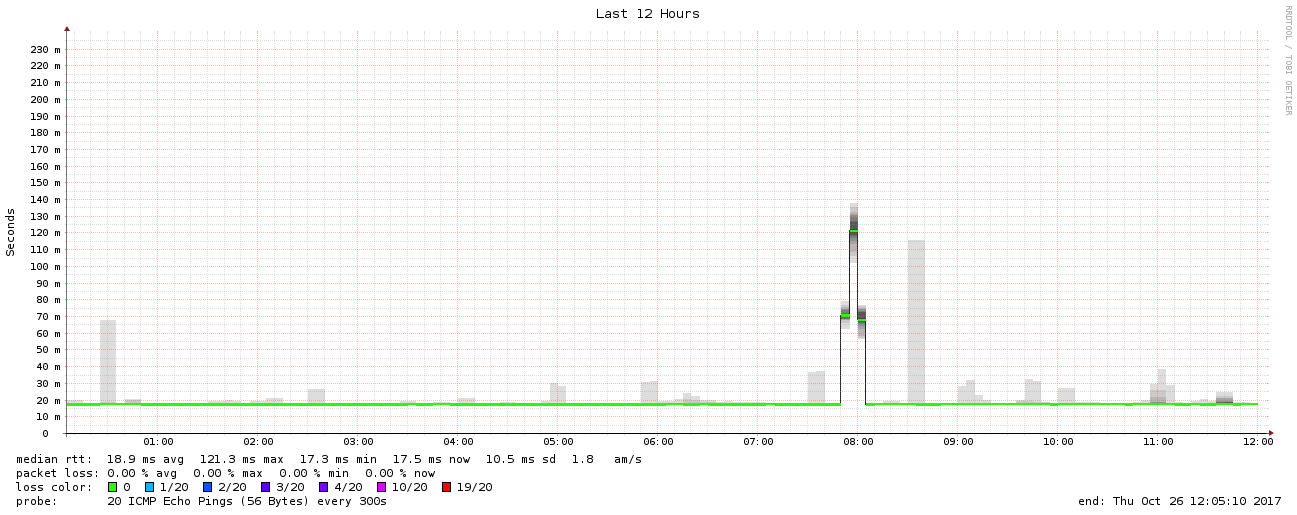 Last 12 Hours
RRDTOOL / TOBI OETIKER
Seconds
230 m
220 m
210 m
200 m
190 m
180 m
170 m
160 m
150 m
140 m
130 m
120 m
110 m
100 m
90 m
80 m
70 m
60 m
50 m
40 m
30 m
20 m
10 m
0
01:00 02:00 03:00 04:00 05:00 06:00 07:00 08:00 09:00 10:00 11:00 12:00
median rtt: 18.9 ms avg 121.3 ms max 17.3 ms min 17.5 ms now 10.5 ms sd 1.8 am/s
packet loss: 0.00 % avg 0.00 % max 0.00 % min 0.00 % now
loss color: 0 1/20 2/20 3/20 4/20 10/20 19/20
probe: 20 ICMP Echo Pings (56 Bytes) every 300s end: Thu Oct 26 12:05:10 2017